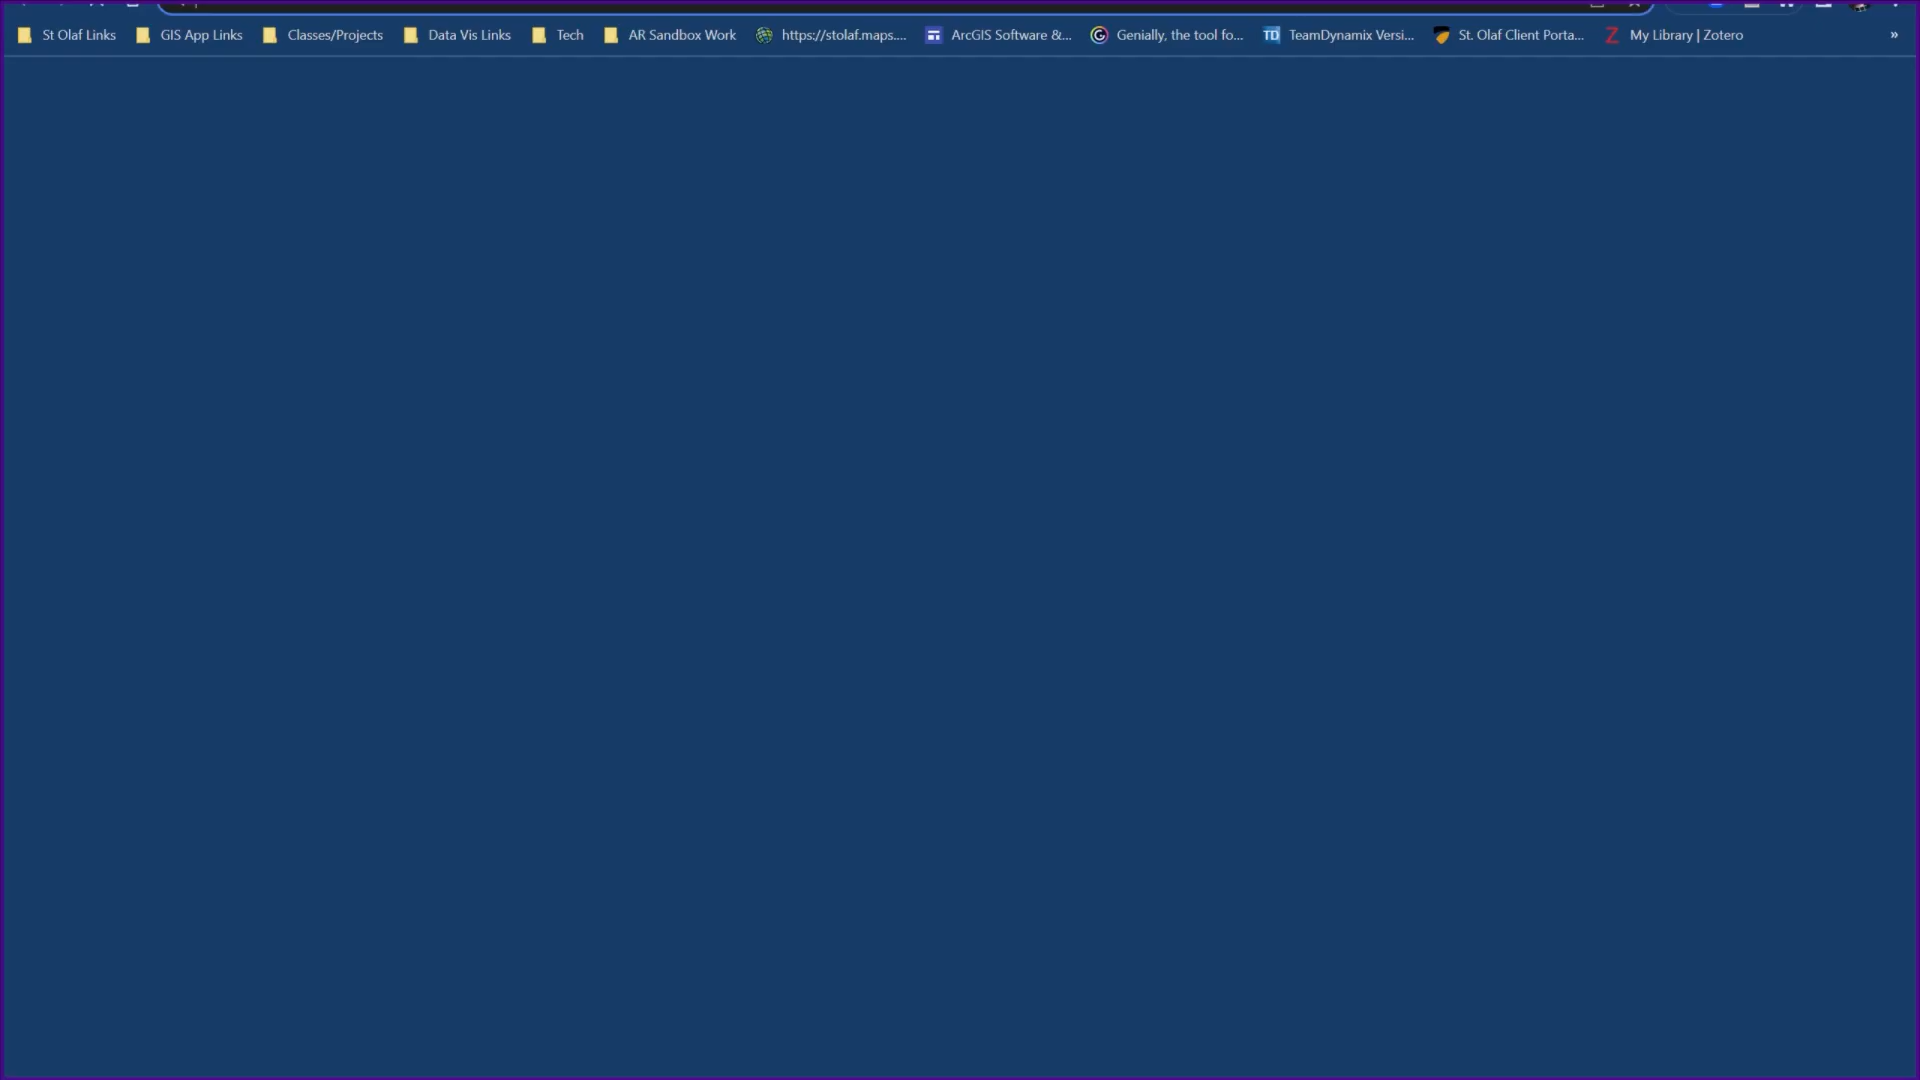 St Olaf Links GIS App Links Classes/Projects Data Vis Links Tech AR Sandbox Work https://stolaf.maps.... ArcGIS Software &... Genially, the tool fo... TD TeamDynamix Versi... St. Olaf Client Porta... Z My Library | Zotero »